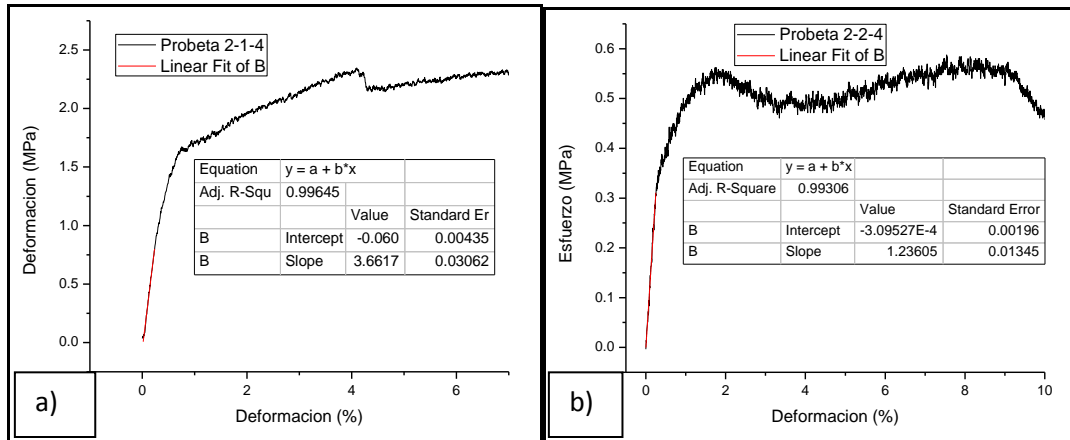 Probeta 2-1-4
Linear Fit of B
Deformacion (MPa)
2.5
2.0
1.5
1.0
0.5
0.0
Equation y = a + b*x
Adj. R-Squ 0.99645
Value Standard Er
B Intercept -0.060 0.00435
B Slope 3.6617 0.03062
0 2 4 6
Deformacion (%)
a)
Probeta 2-2-4
Linear Fit of B
Esfuerzo (MPa)
0.6
0.5
0.4
0.3
0.2
0.1
0.0
Equation y = a + b*x
Adj. R-Square 0.99306
Value Standard Error
B Intercept -3.09527E-4 0.00196
B Slope 1.23605 0.01345
0 2 4 6 8 10
Deformacion (%)
b)